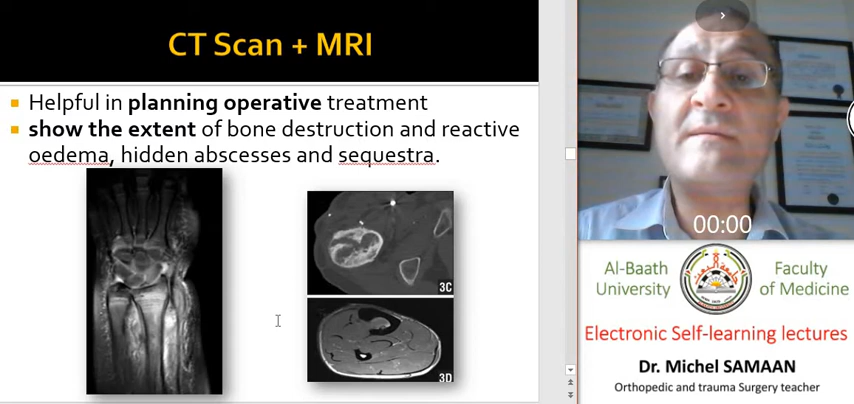 CT Scan + MRI
Helpful in planning operative treatment
show the extent of bone destruction and reactive
oedema, hidden abscesses and sequestra.
3C
3D
00:00
Al-Baath
University
Faculty
of Medicine
Electronic Self-learning lectures
Dr. Michel SAMAAN
Orthopedic and trauma Surgery teacher